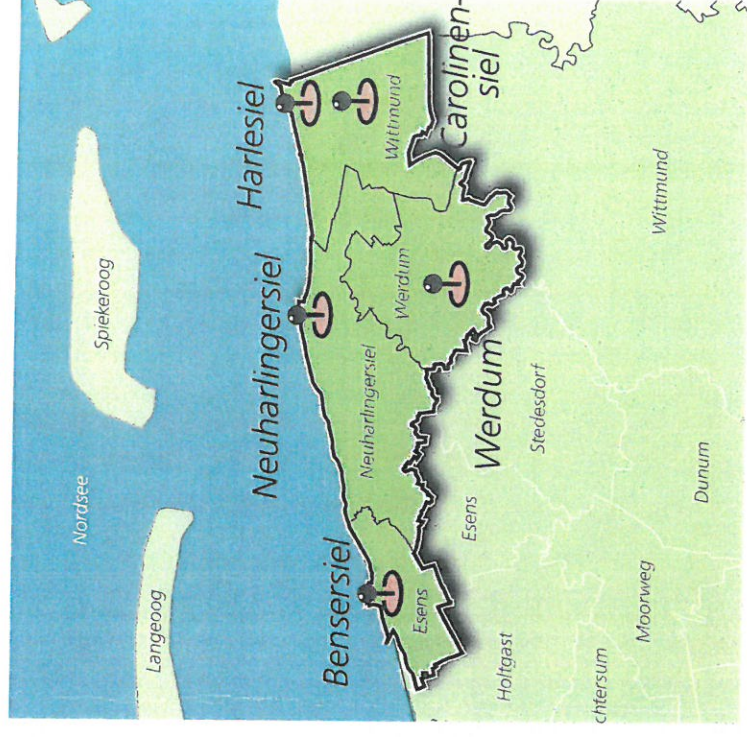 Nordsee
Langeoog
Spiekeroog
Bensersiel
Neuharlingersiel
Harlesiel
Esens
Neuharlingersiel
Werdum
Wittmund
Carolinen-
siel
Werdum
Esens
Stedesdorf
Wittmund
Holtgast
Dunum
Moorweg
chtersum